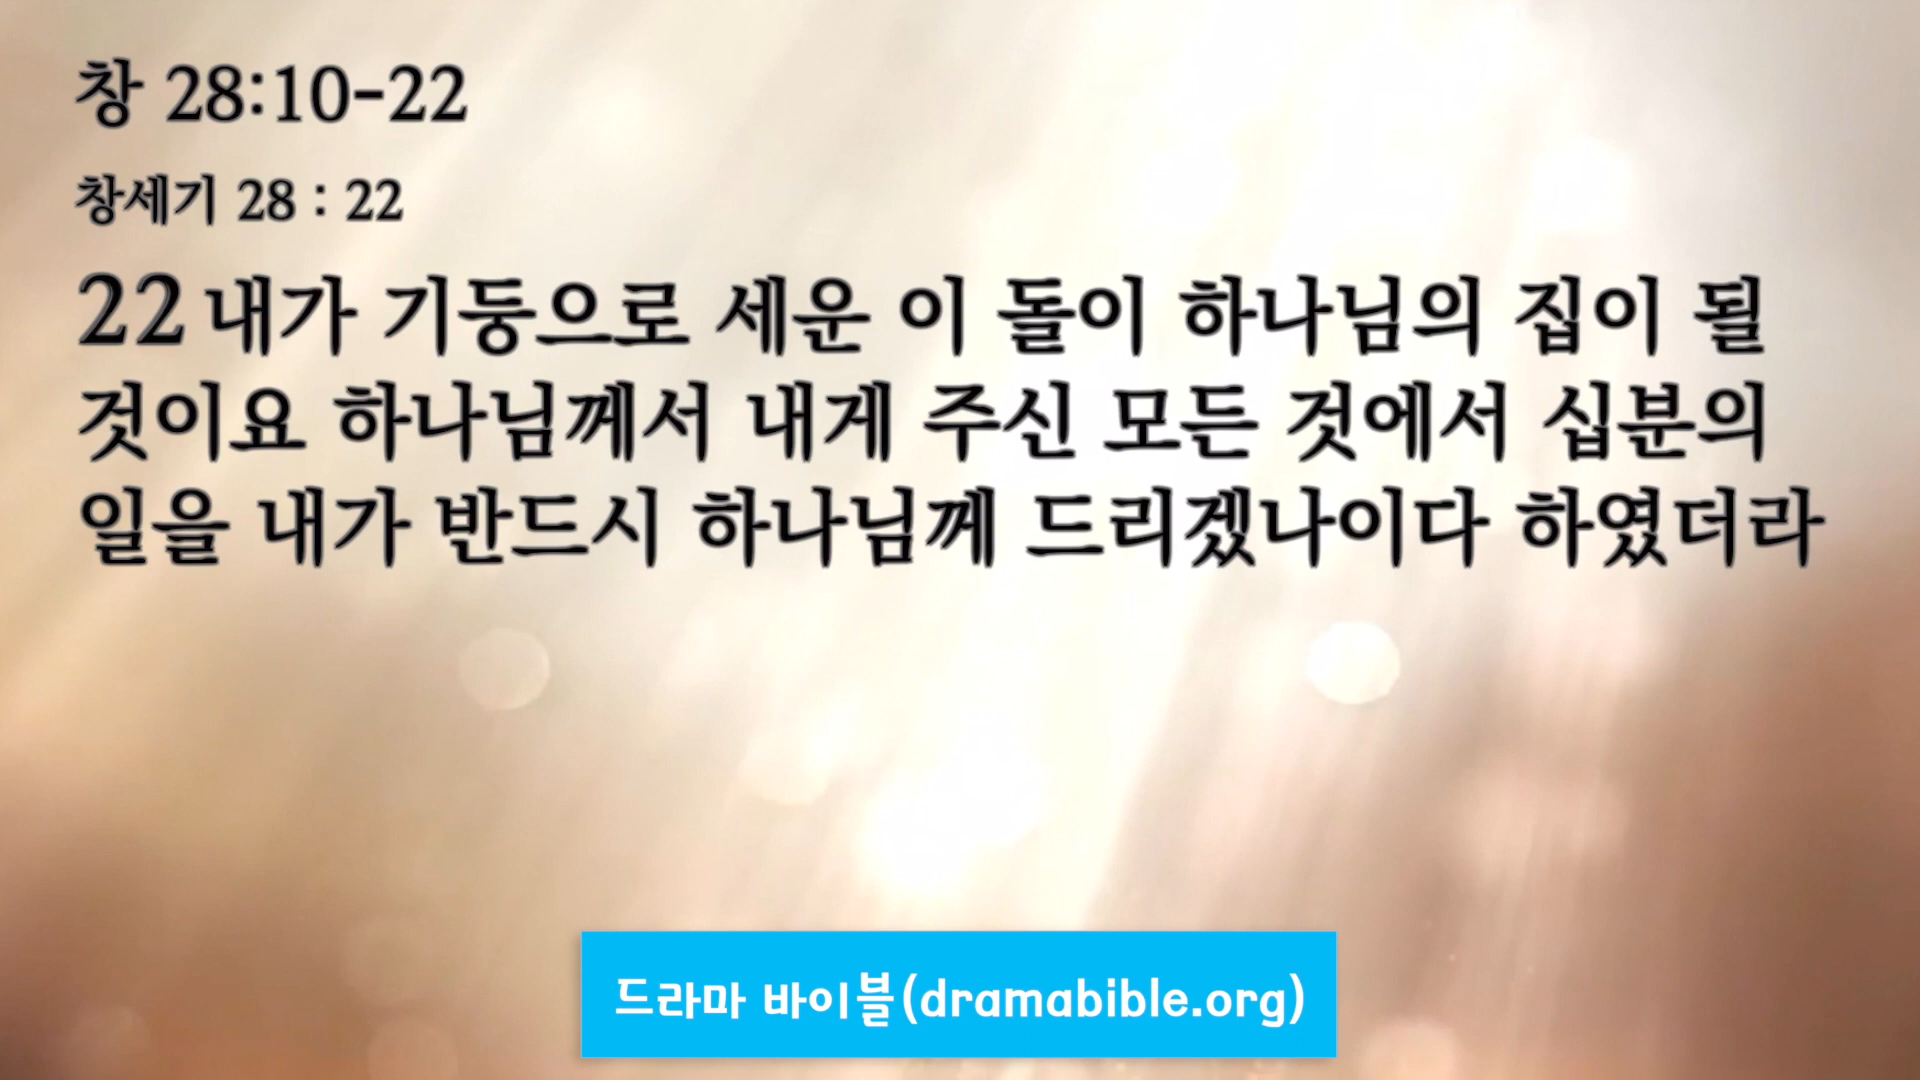 창 28:10-22
창세기 28 : 22
22 내가 기둥으로 세운 이 돌이 하나님의 집이 될
것이요 하나님께서 내게 주신 모든 것에서 십분의
일을 내가 반드시 하나님께 드리겠나이다 하였더라
드라마 바이블(dramabible.org)